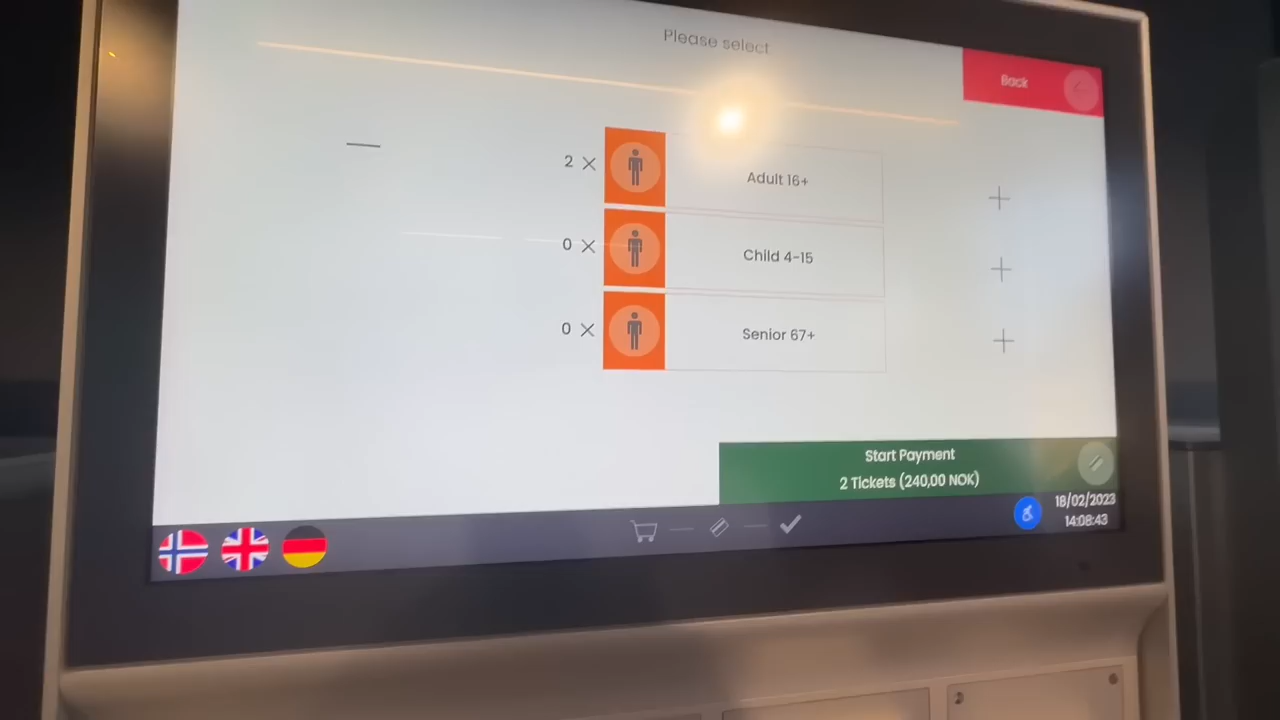 Please select
Back
2 × Adult 16+
0 × Child 4-15
0 × Senior 67+
Start Payment
2 Tickets (240,00 NOK)
18/02/2023
14:08:43